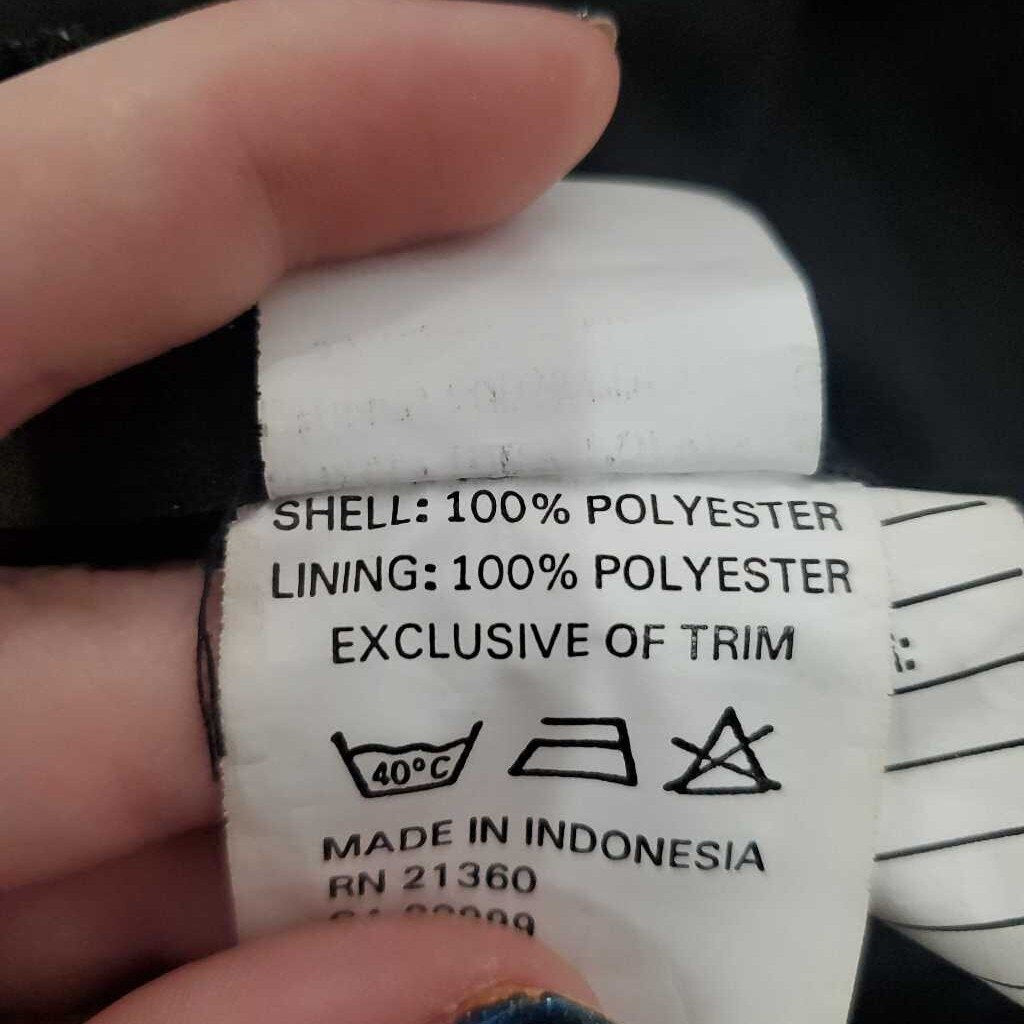 SHELL: 100% POLYESTER
LINING: 100% POLYESTER
EXCLUSIVE OF TRIM
40°C
MADE IN INDONESIA
RN 21360